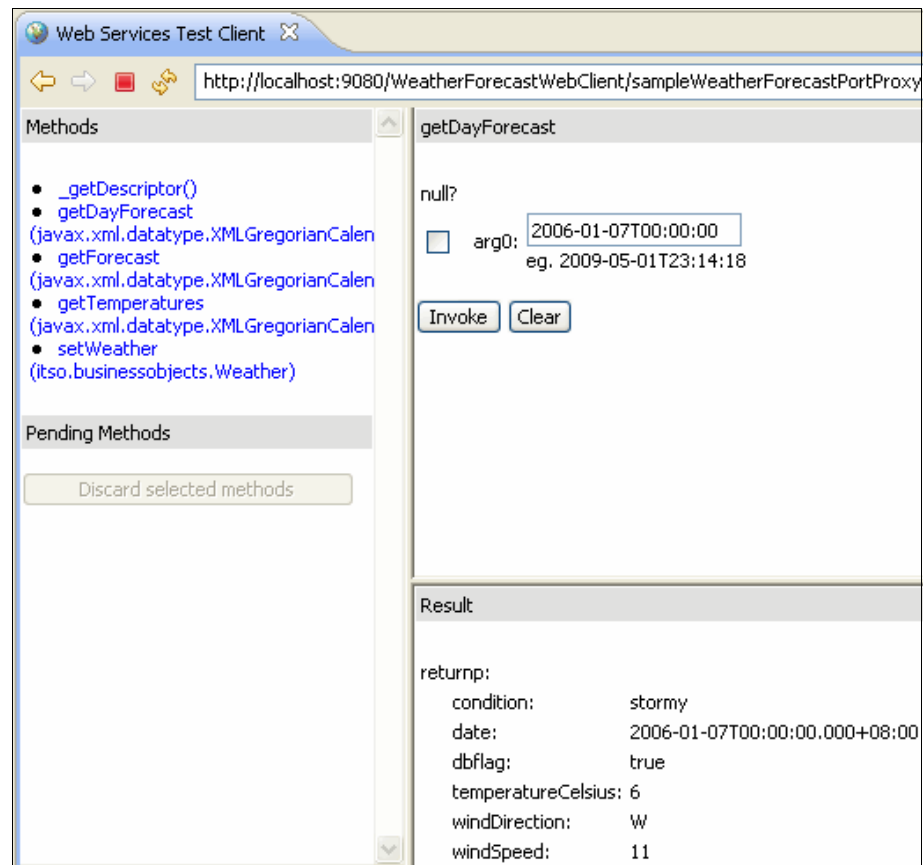 Web Services Test Client
http://localhost:9080/WeatherForecastWebClient/sampleWeatherForecastPortProxy
Methods
_getDescriptor()
getDayForecast
(javax.xml.datatype.XMLGregorianCalen
getForecast
(javax.xml.datatype.XMLGregorianCalen
getTemperatures
(javax.xml.datatype.XMLGregorianCalen
setWeather
(itso.businessobjects.Weather)
Pending Methods
Discard selected methods
getDayForecast
null?
arg0: 2006-01-07T00:00:00
eg. 2009-05-01T23:14:18
Invoke Clear
Result
returnp:
condition: stormy
date: 2006-01-07T00:00:00.000+08:00
dbflag: true
temperatureCelsius: 6
windDirection: W
windSpeed: 11